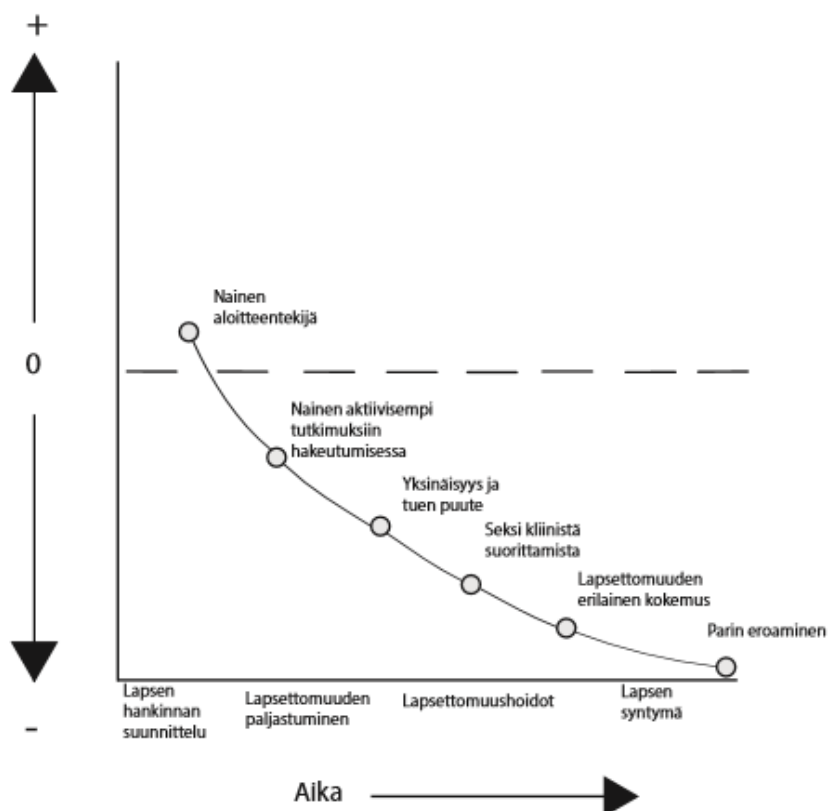 +
Nainen
aloitteentekijä
0
Nainen aktiivisempi
tutkimuksiin
hakeutumisessa
Yksinäisyys ja
tuen puute
Seksi kliinistä
suorittamista
Lapsettomuuden
erilainen kokemus
Parin eroaminen
-
Lapsen
hankinnan
suunnittelu
Lapsettomuuden
paljastuminen
Lapsettomuushoidot
Lapsen
syntymä
Aika